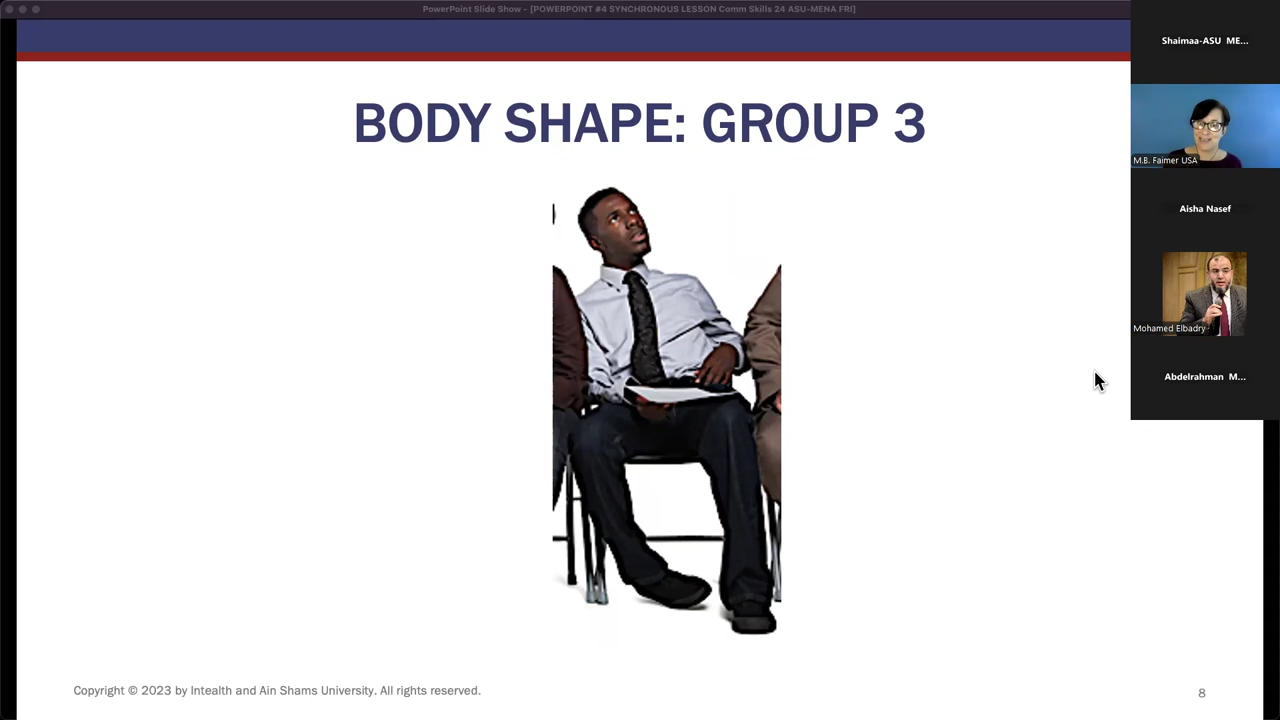 PowerPoint Slide Show - [POWERPOINT #4 SYNCHRONOUS LESSON Comm Skills 24 ASU-MENA FRI]
BODY SHAPE: GROUP 3
Shaimaa-ASU ME...
M.B. Faimer USA
Aisha Nasef
Mohamed Elbadry
Abdelrahman M...
Copyright © 2023 by Intealth and Ain Shams University. All rights reserved.
8